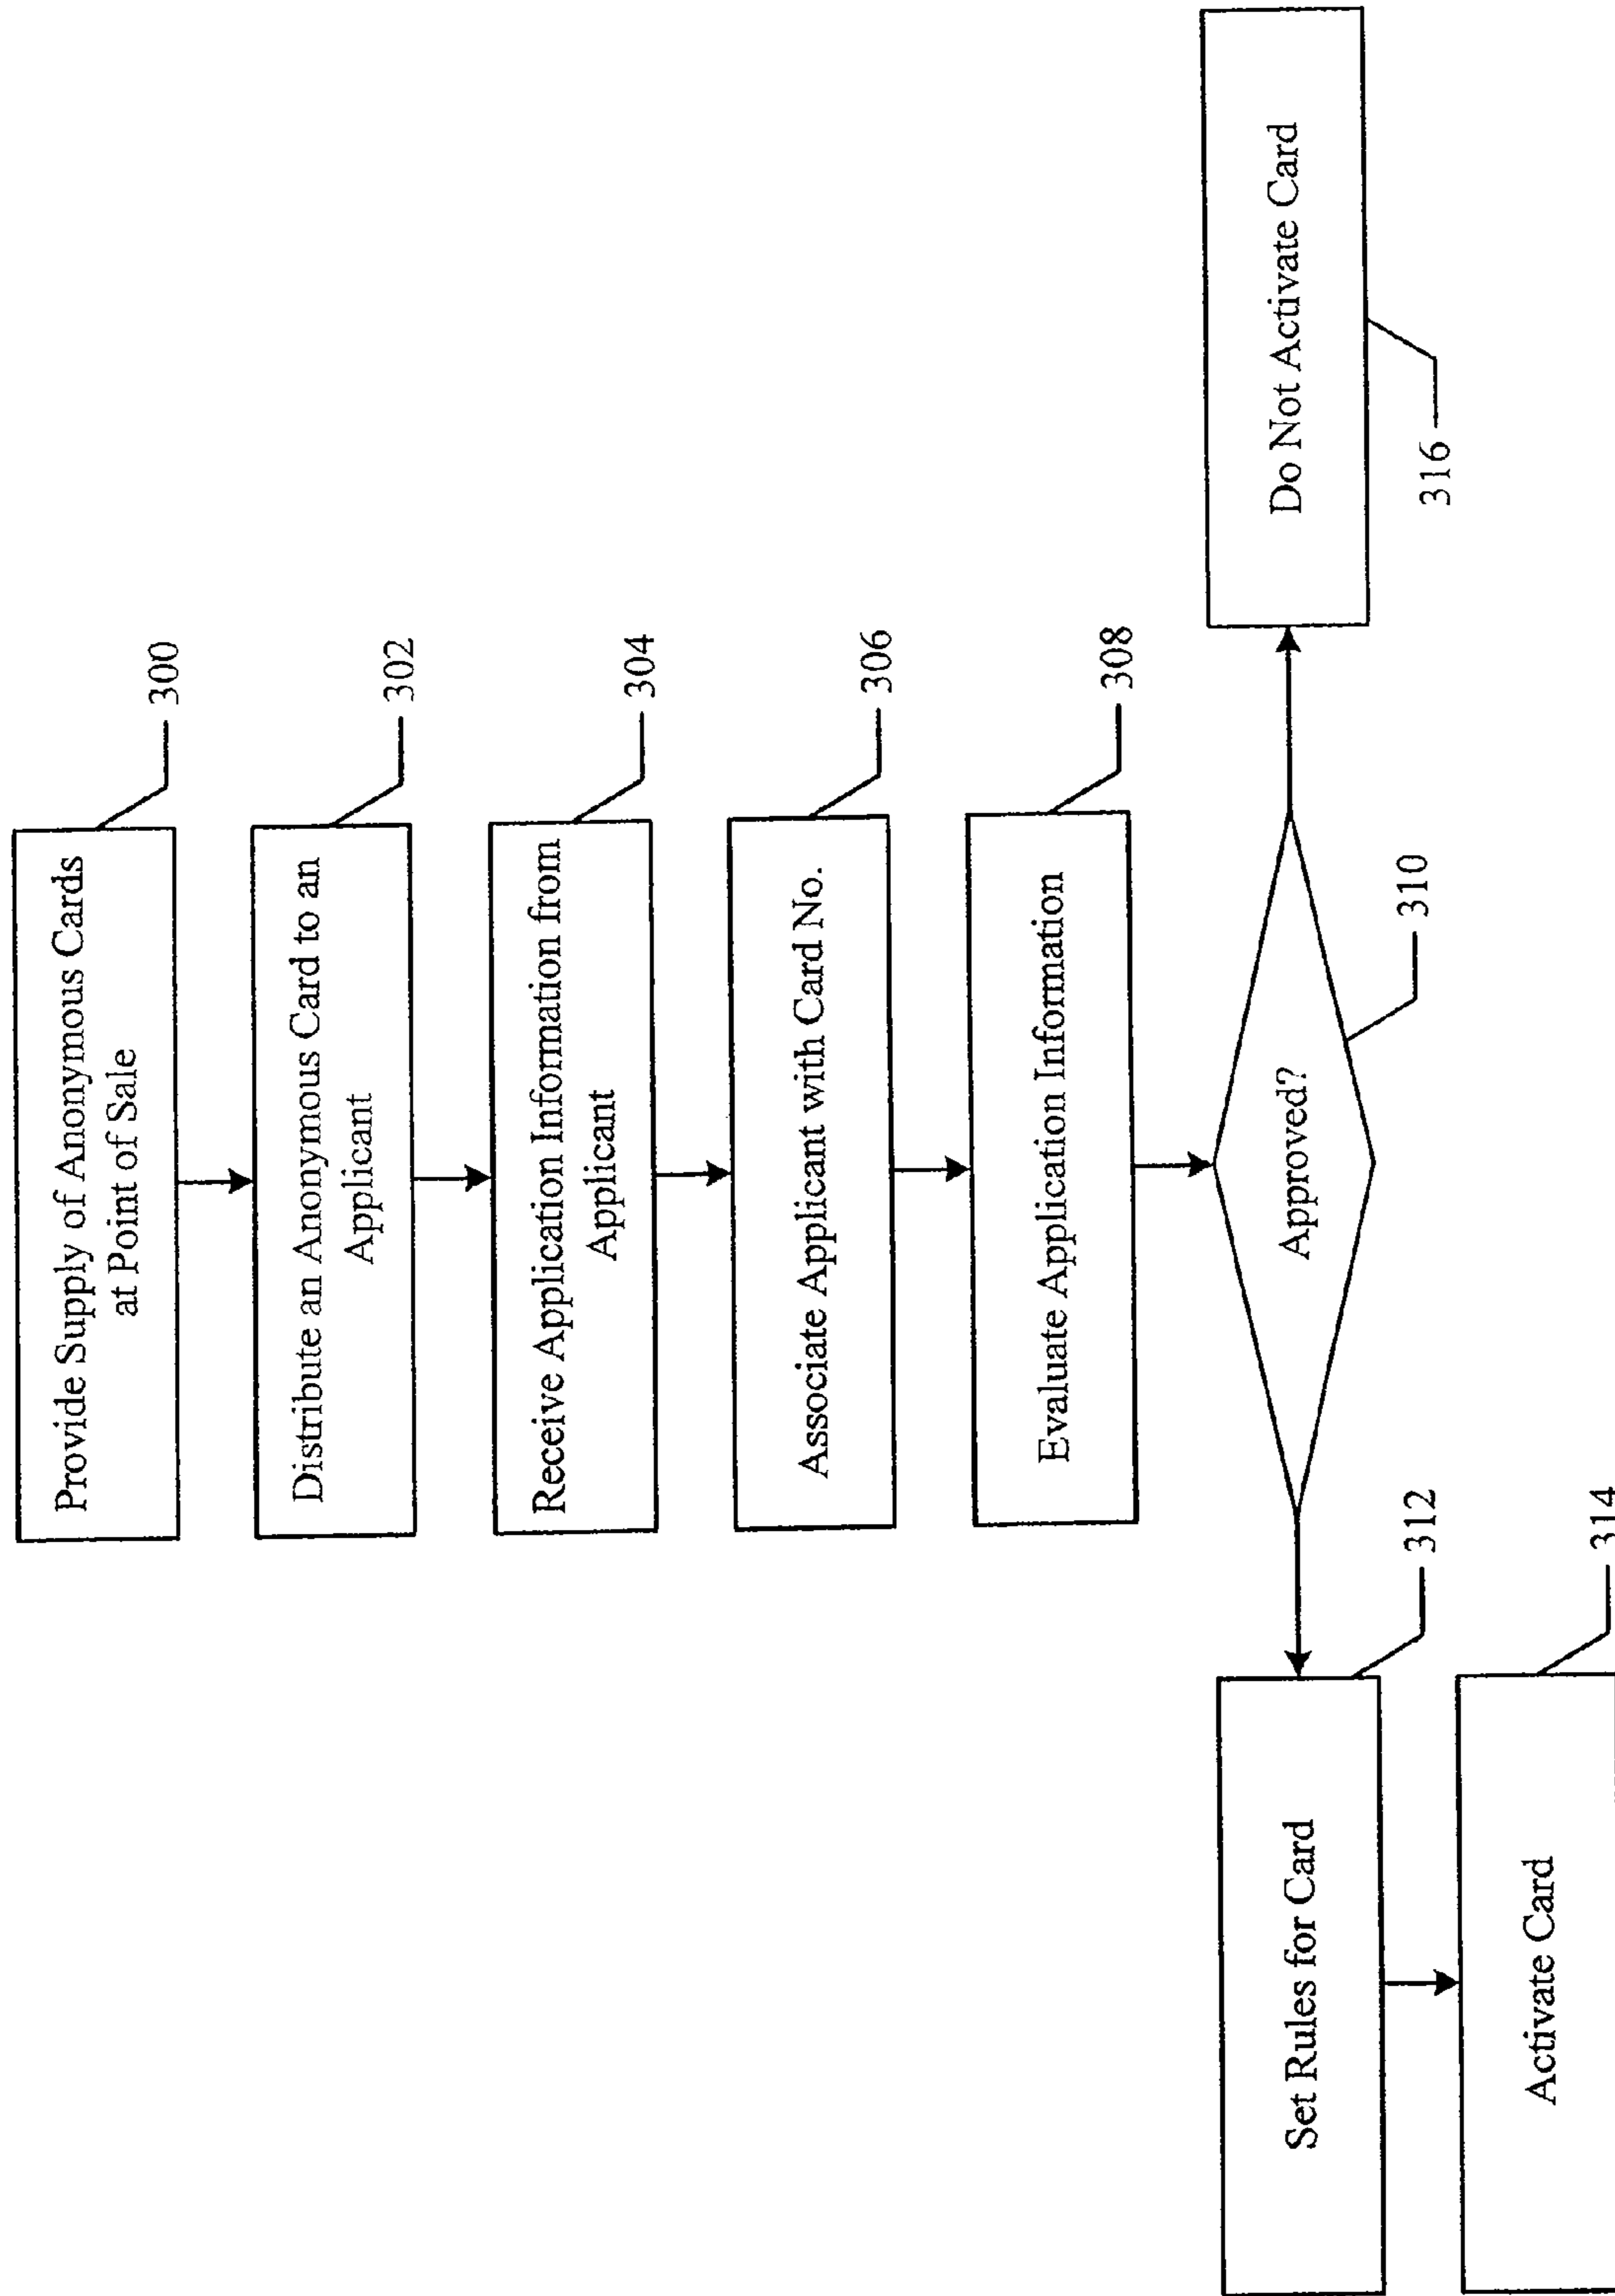 Provide Supply of Anonymous Cards
at Point of Sale
300
Distribute an Anonymous Card to an
Applicant
302
Receive Application Information from
Applicant
304
Associate Applicant with Card No.
306
Evaluate Application Information
308
Approved?
310
Set Rules for Card
312
Do Not Activate Card
316
Activate Card
314